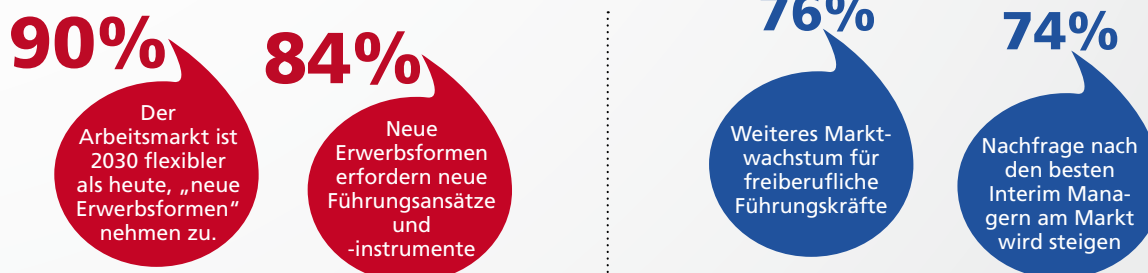 90%
Der
Arbeitsmarkt ist
2030 flexibler
als heute, „neue
Erwerbsformen“
nehmen zu.
84%
Neue
Erwerbsformen
erfordern neue
Führungsansätze
und
-instrumente
76%
Weiteres Markt-
wachstum für
freiberufliche
Führungskräfte
74%
Nachfrage nach
den besten
Interim Mana-
gern am Markt
wird steigen